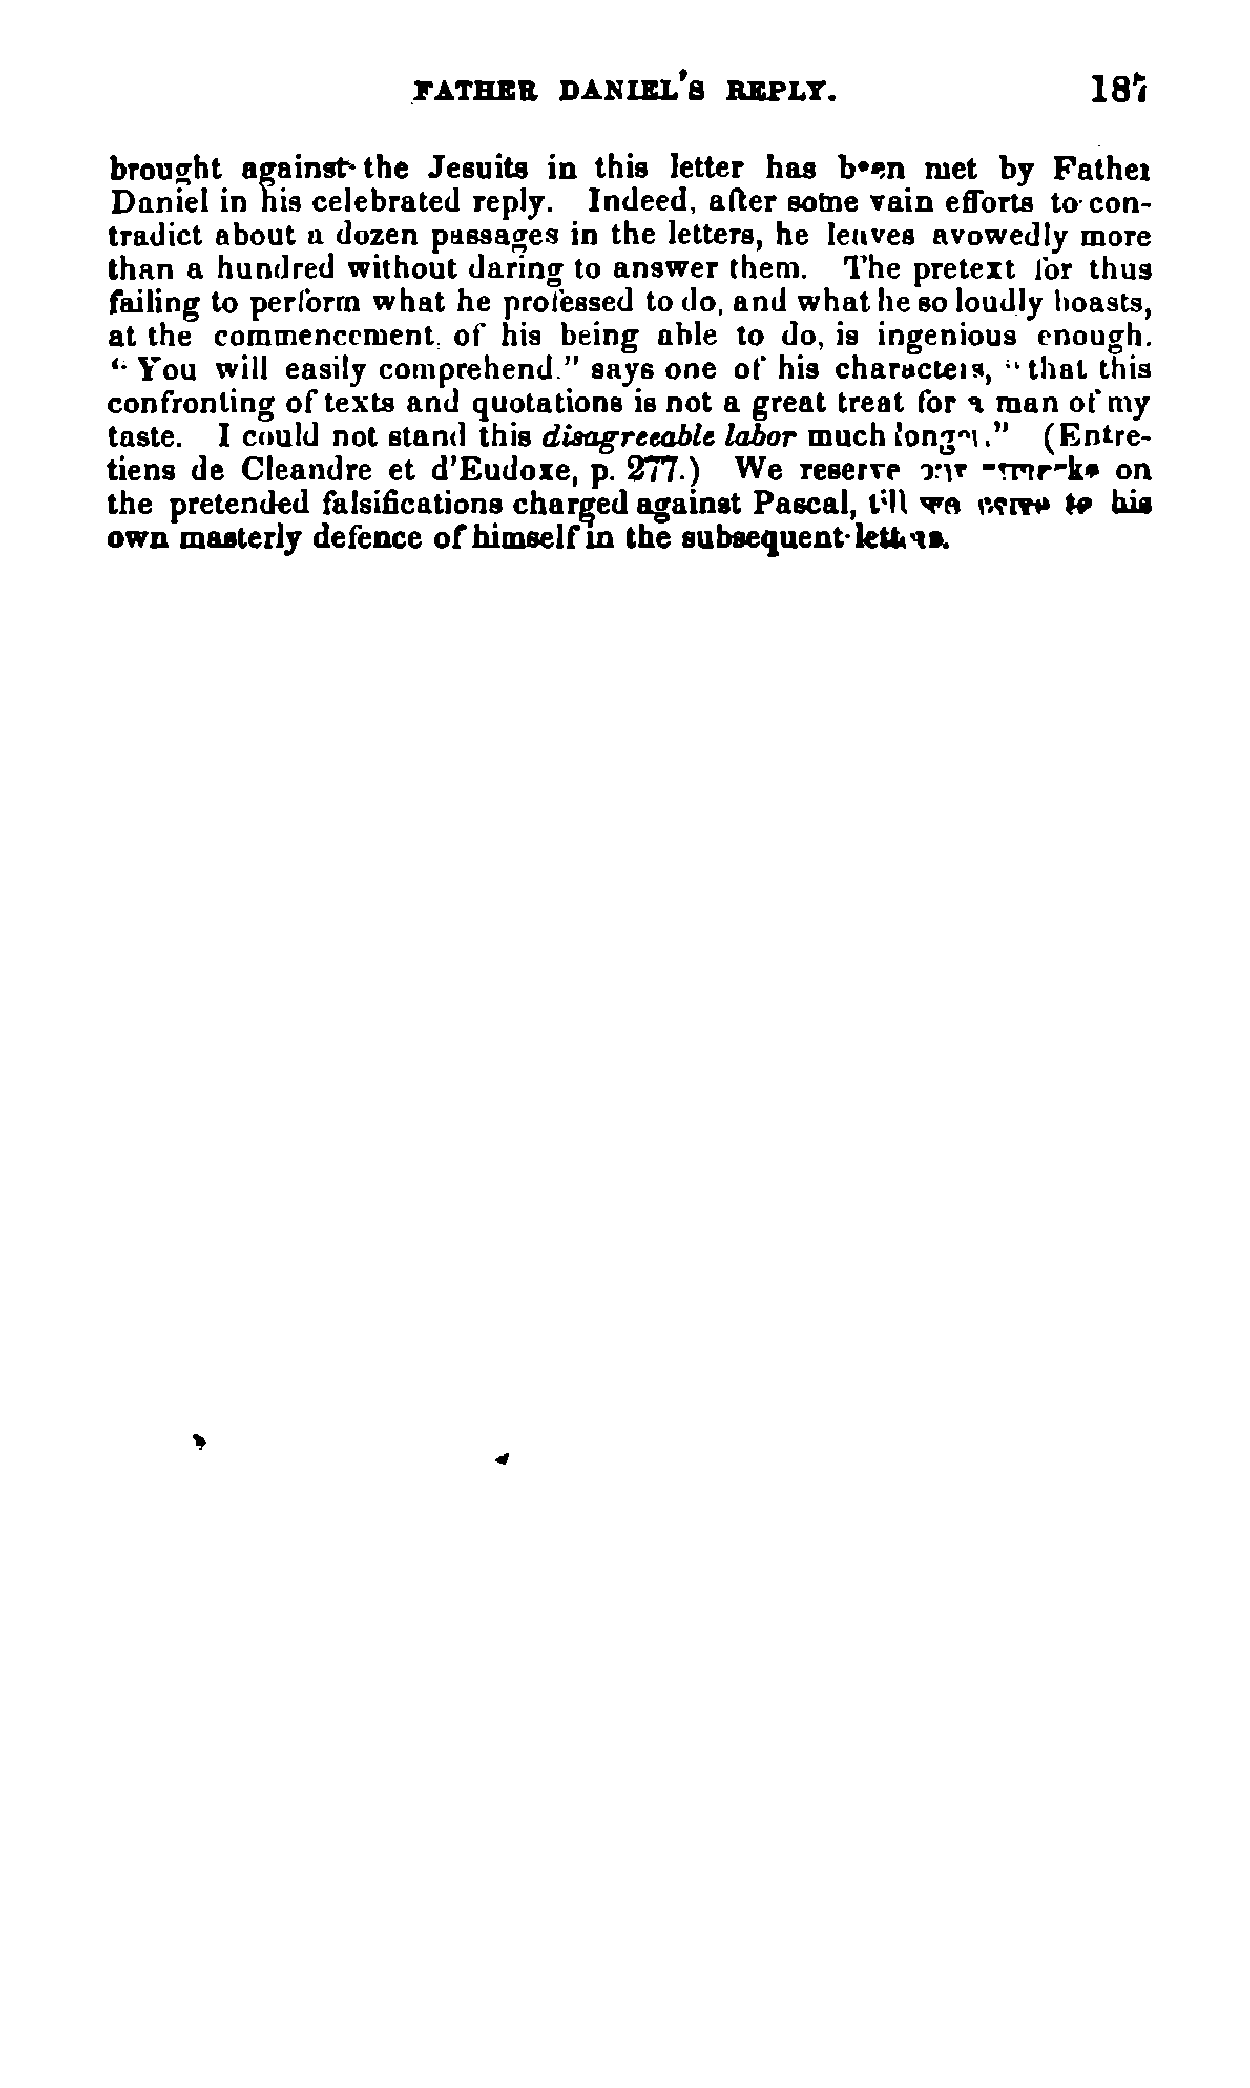 FATHER DANIEL'S REPLY. 187
brought against the Jesuits in this letter has been met by Father
Daniel in his celebrated reply. Indeed, after some vain efforts to con-
tradict about a dozen passages in the letters, he leaves avowedly more
than a hundred without daring to answer them. The pretext for thus
failing to perform what he professed to do, and what he so loudly boasts,
at the commencement, of his being able to do, is ingenious enough.
"You will easily comprehend," says one of his characters, "that this
confronting of texts and quotations is not a great treat for a man of my
taste. I could not stand this disagreeable labor much longer." (Entre-
tiens de Cleandre et d'Eudoxe, p. 277.) We reserve our remarks on
the pretended falsifications charged against Pascal, till we come to his
own masterly defence of himself in the subsequent letters.